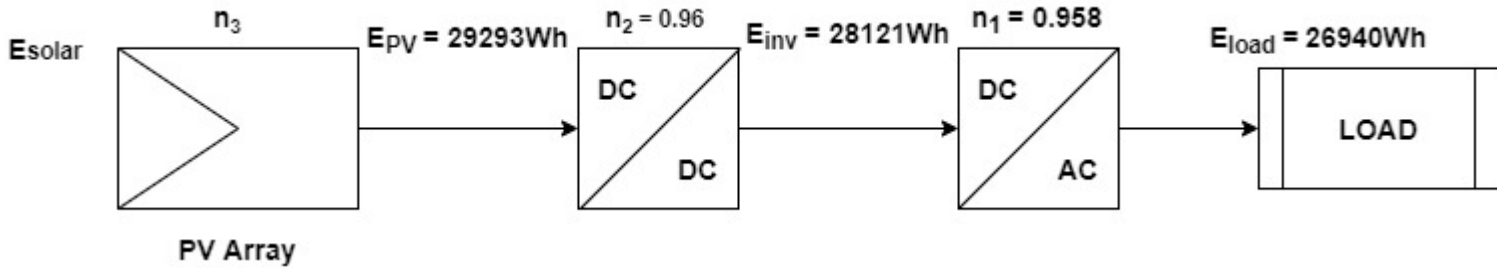 n3
n2 = 0.96
n1 = 0.958
Esolar
EPV = 29293Wh
Einv = 28121Wh
Eload = 26940Wh
DC
DC
DC
AC
LOAD
PV Array